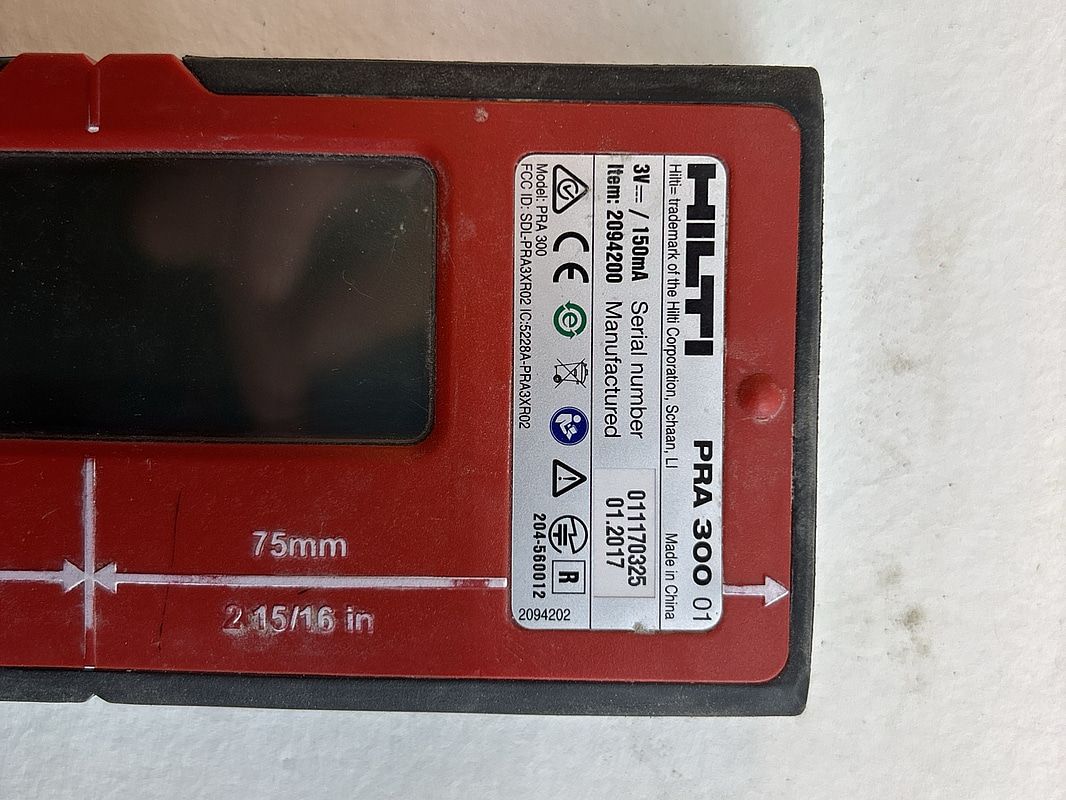 HILTI PRA 300 01
Hilti= trademark of the Hilti Corporation, Schaan, LI Made in China
3V⎓ / 150mA Serial number 011170325
Item: 2094200 Manufactured 01.2017
CE
R
204-560012
Model: PRA 300
FCC ID: SDL-PRA3XR02 IC:5228A-PRA3XR02
2094202
75mm
2 15/16 in